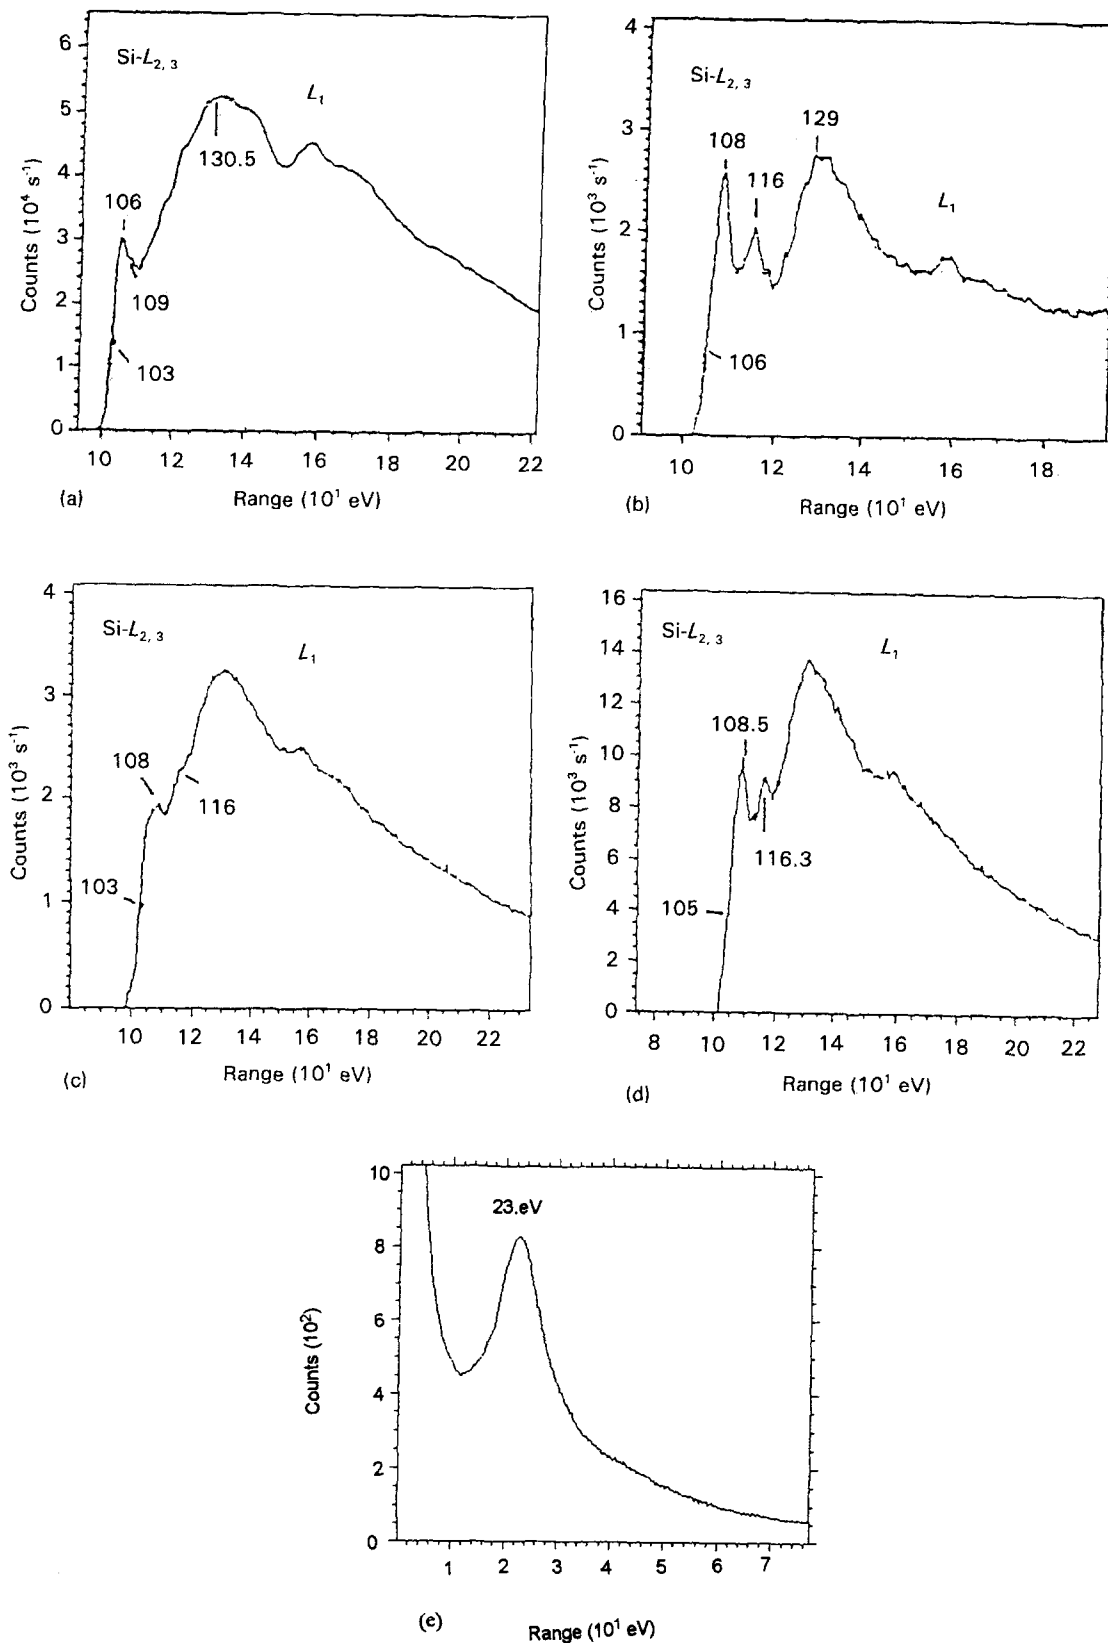 6
5
4
3
2
1
0
Si-L2, 3
L1
106
109
103
130.5
10 12 14 16 18 20 22
Counts (10⁴ s⁻¹)
Range (10¹ eV)
(a)
4
3
2
1
0
Si-L2, 3
108
116
129
L1
106
10 12 14 16 18
Counts (10³ s⁻¹)
Range (10¹ eV)
(b)
4
3
2
1
0
Si-L2, 3
L1
108
116
103
10 12 14 16 18 20 22
Counts (10³ s⁻¹)
Range (10¹ eV)
(c)
16
14
12
10
8
6
4
2
0
Si-L2, 3
L1
108.5
116.3
105
8 10 12 14 16 18 20 22
Counts (10³ s⁻¹)
Range (10¹ eV)
(d)
10
8
6
4
2
0
23.eV
1 2 3 4 5 6 7
Counts (10²)
Range (10¹ eV)
(e)